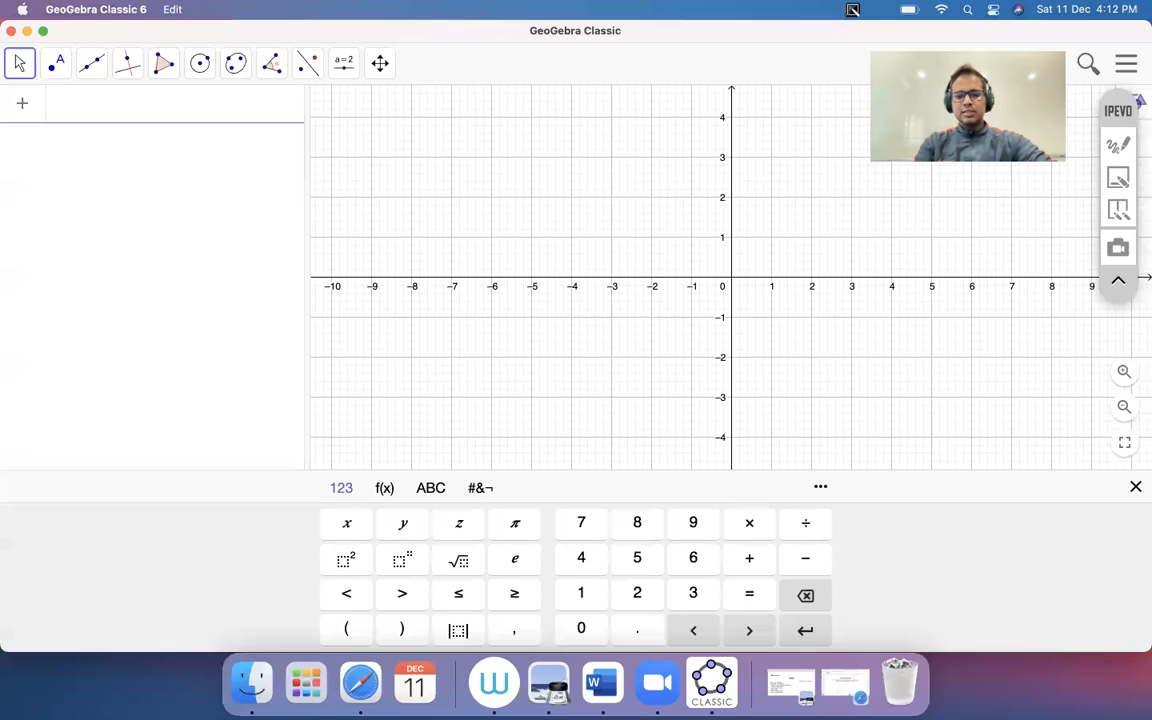 GeoGebra Classic 6 Edit Sat 11 Dec 4:12 PM
GeoGebra Classic
A a=2
IPEVO
4
3
2
1
−10 −9 −8 −7 −6 −5 −4 −3 −2 −1 0 1 2 3 4 5 6 7 8 9
−1
−2
−3
−4
123 f(x) ABC #&¬ •••
x y z π 7 8 9 × ÷
2 √ e 4 5 6 + −
< > ≤ ≥ 1 2 3 =
( ) , 0 . < >
DEC
11
W
W
CLASSIC